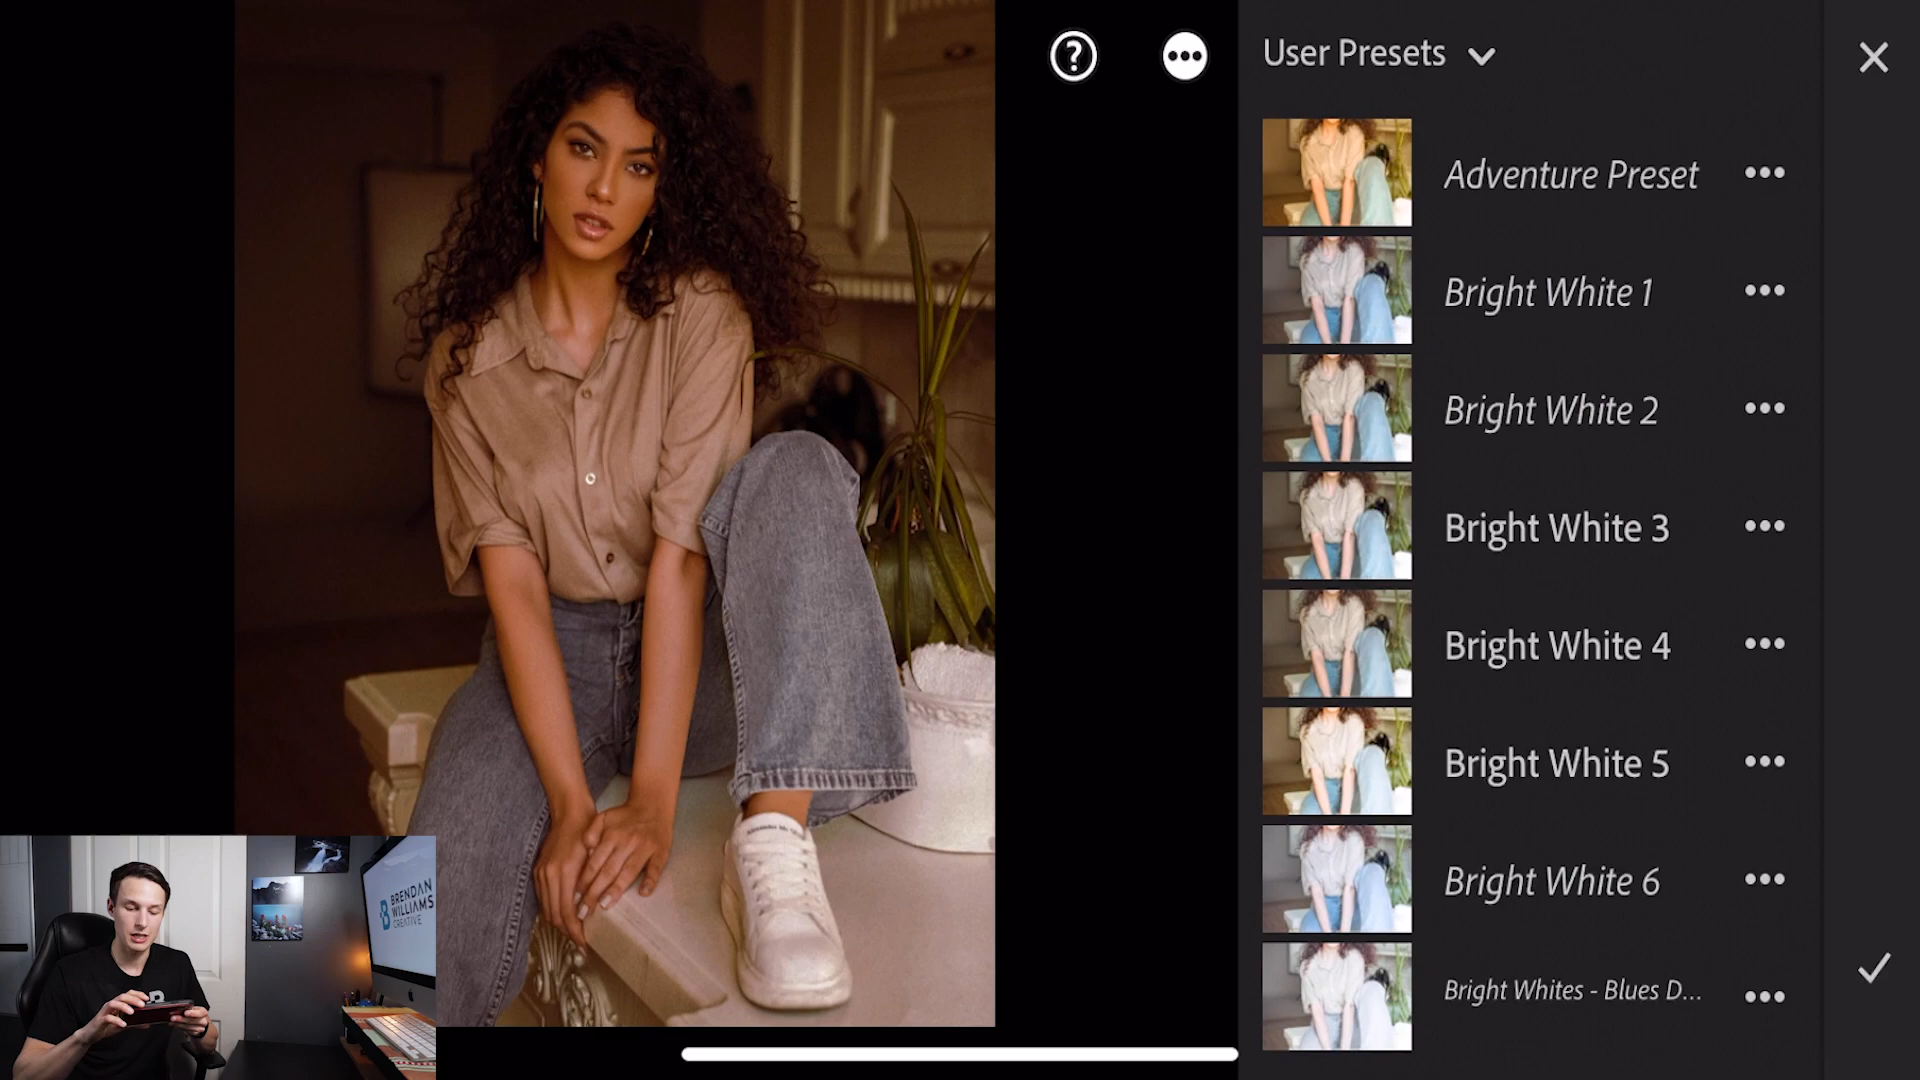 User Presets
Adventure Preset
Bright White 1
Bright White 2
Bright White 3
Bright White 4
Bright White 5
Bright White 6
Bright Whites - Blues D...
BRENDAN
WILLIAMS
CREATIVE